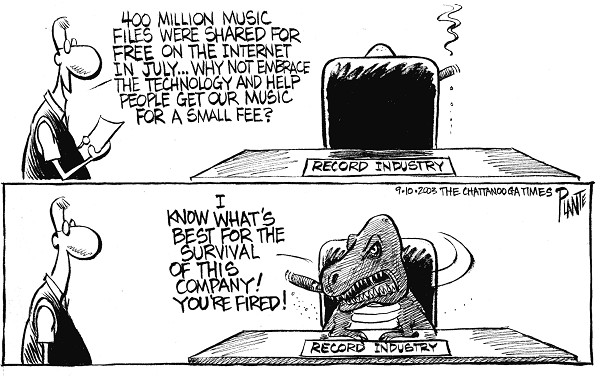 400 MILLION MUSIC
FILES WERE SHARED FOR
FREE ON THE INTERNET
IN JULY... WHY NOT EMBRACE
THE TECHNOLOGY AND HELP
PEOPLE GET OUR MUSIC
FOR A SMALL FEE?
RECORD INDUSTRY
9·10·2003 THE CHATTANOOGA TIMES PLANTE
I
KNOW WHAT'S
BEST FOR THE
SURVIVAL
OF THIS
COMPANY!
YOU'RE FIRED!
RECORD INDUSTRY